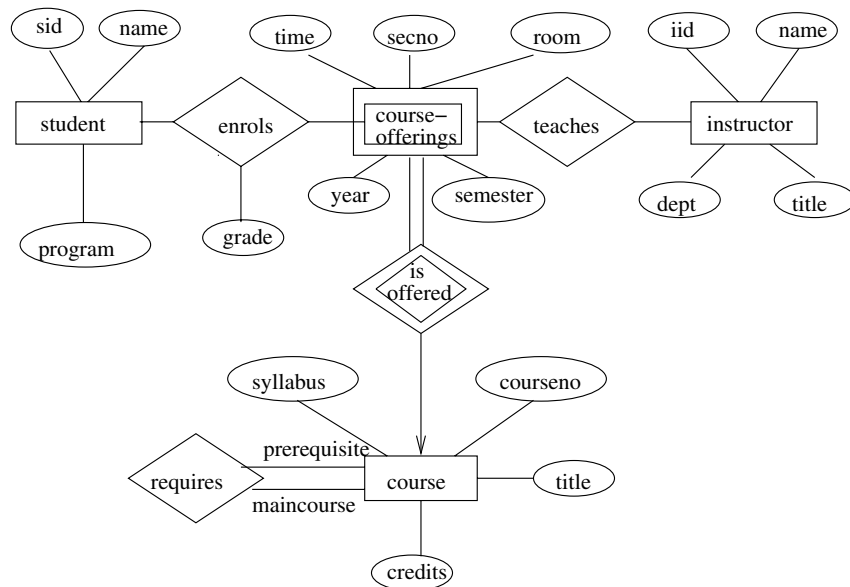 sid
name
time
secno
room
iid
name
student
enrols
course–
offerings
teaches
instructor
program
grade
year
semester
dept
title
is
offered
syllabus
courseno
prerequisite
requires
maincourse
course
title
credits